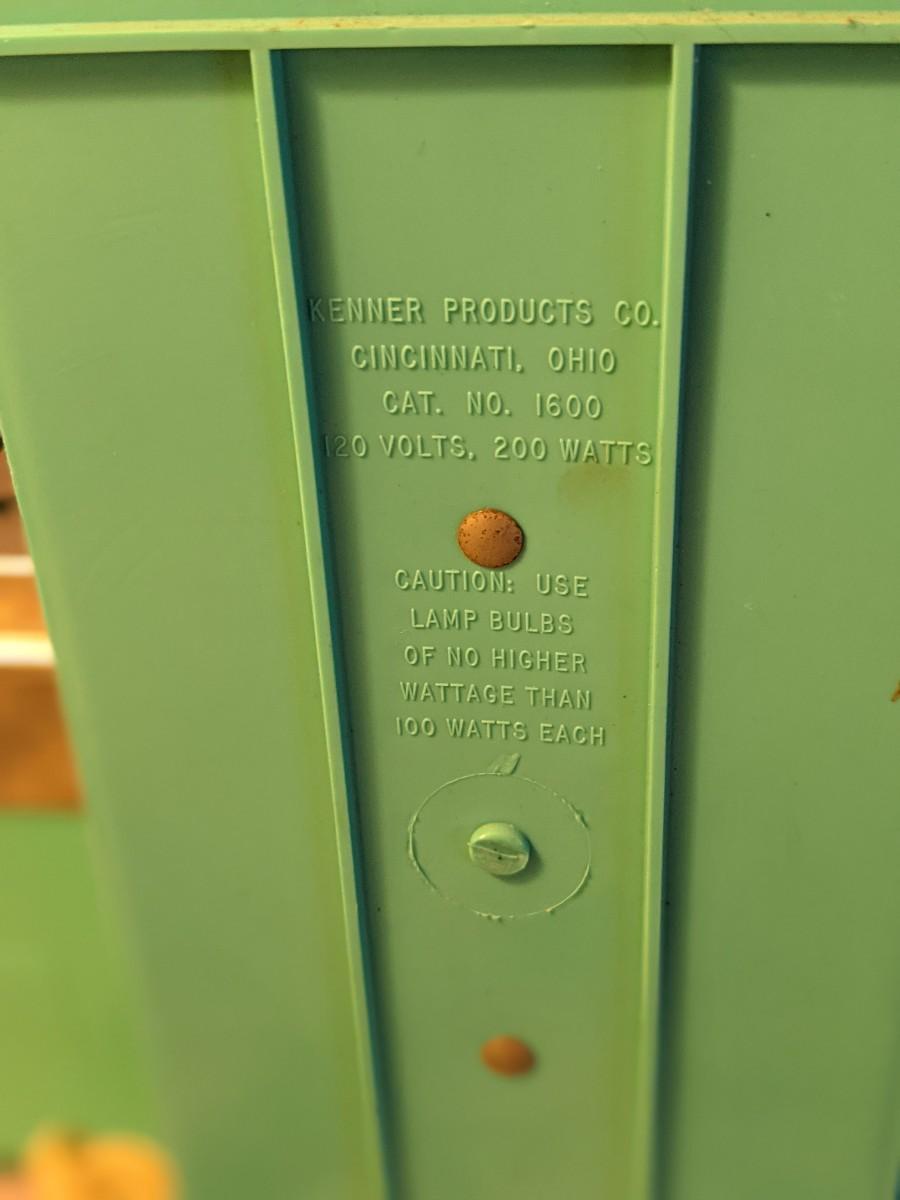 KENNER PRODUCTS CO.
CINCINNATI, OHIO
CAT. NO. 1600
120 VOLTS, 200 WATTS
CAUTION: USE
LAMP BULBS
OF NO HIGHER
WATTAGE THAN
100 WATTS EACH